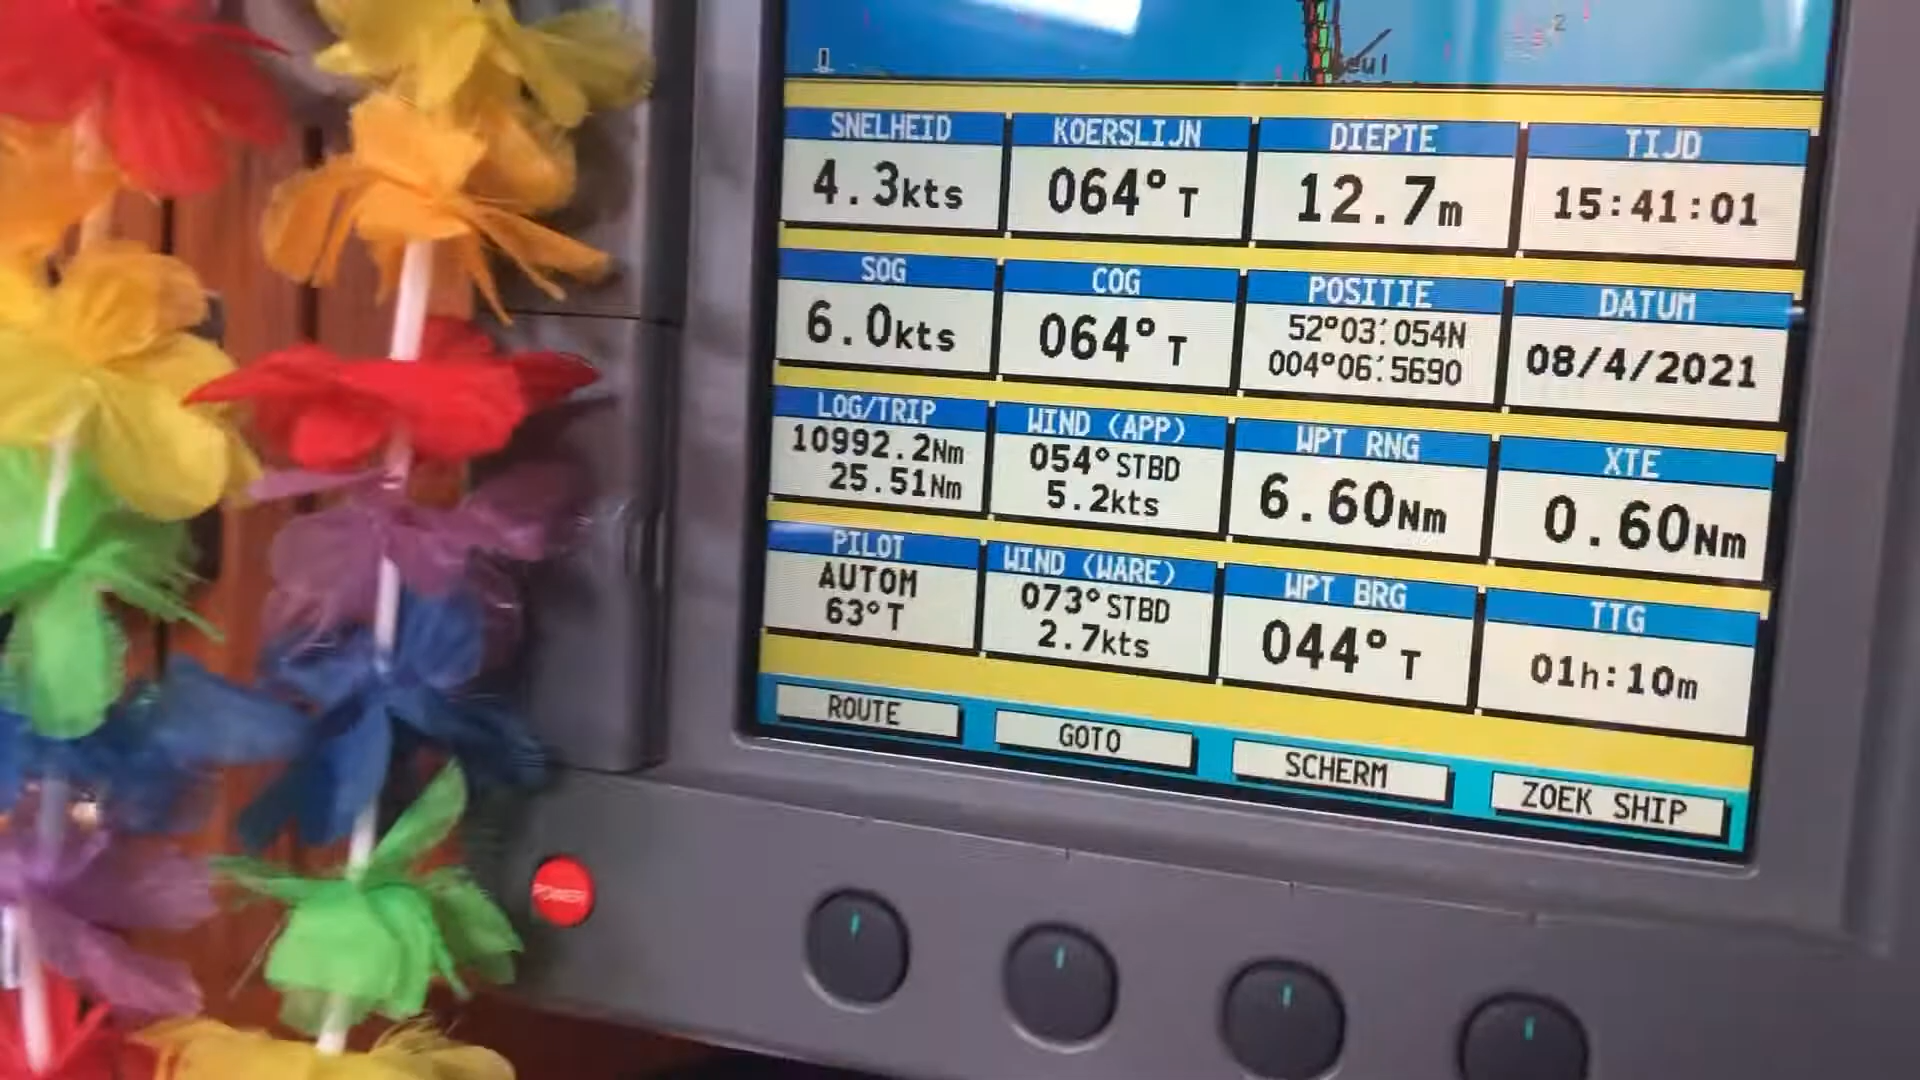 eul
2
SNELHEID KOERSLIJN DIEPTE TIJD
4.3kts 064° T 12.7m 15:41:01
SOG COG POSITIE DATUM
6.0kts 064° T 52°03'.054N 08/4/2021
004°06'.5690
LOG/TRIP WIND (APP) WPT RNG XTE
10992.2Nm 054° STBD 6.60Nm 0.60Nm
25.51Nm 5.2kts
PILOT WIND (WARE) WPT BRG TTG
AUTOM 073° STBD 044° T 01h:10m
63° T 2.7kts
ROUTE GOTO SCHERM ZOEK SHIP
POWER